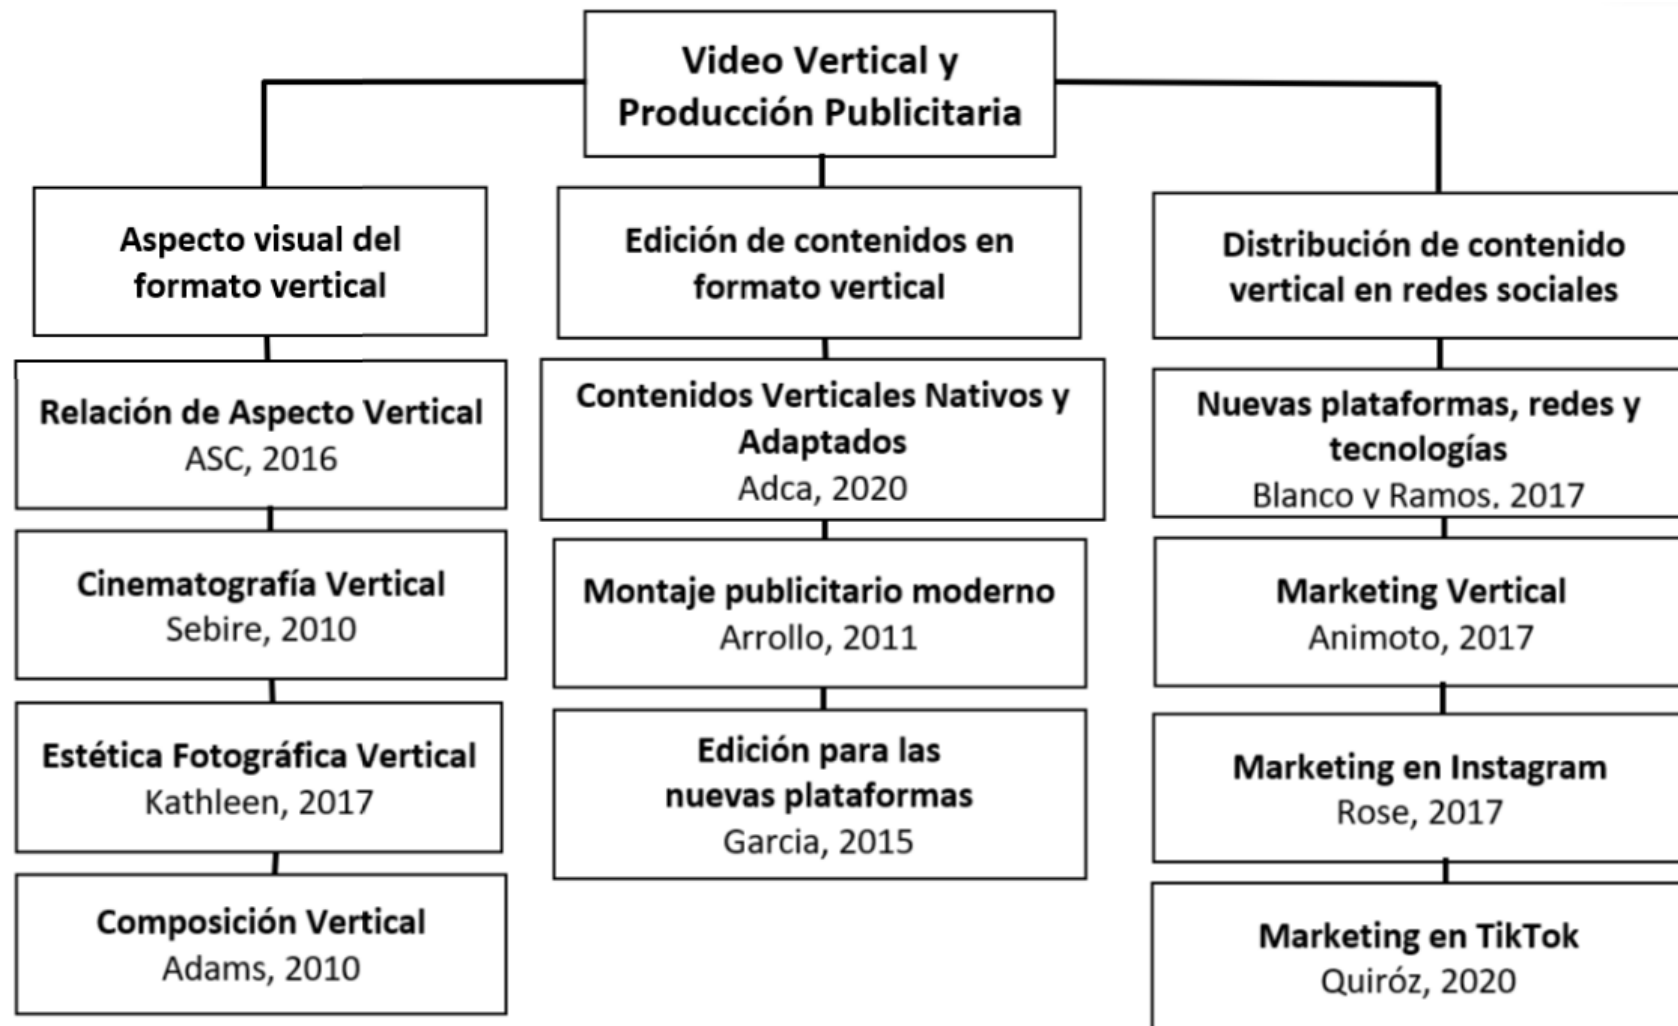 Video Vertical y
Producción Publicitaria
Aspecto visual del
formato vertical
Relación de Aspecto Vertical
ASC, 2016
Cinematografía Vertical
Sebire, 2010
Estética Fotográfica Vertical
Kathleen, 2017
Composición Vertical
Adams, 2010
Edición de contenidos en
formato vertical
Contenidos Verticales Nativos y
Adaptados
Adca, 2020
Montaje publicitario moderno
Arrollo, 2011
Edición para las
nuevas plataformas
Garcia, 2015
Distribución de contenido
vertical en redes sociales
Nuevas plataformas, redes y
tecnologías
Blanco y Ramos, 2017
Marketing Vertical
Animoto, 2017
Marketing en Instagram
Rose, 2017
Marketing en TikTok
Quiróz, 2020